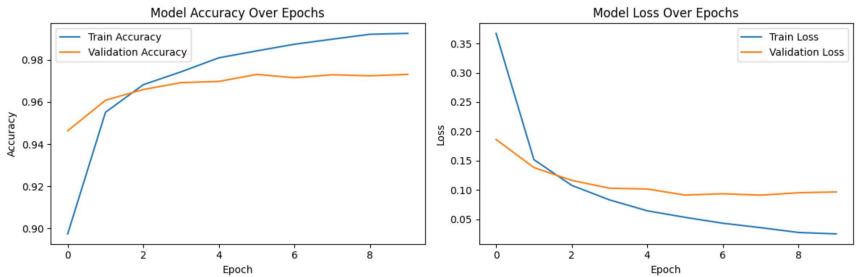 Model Accuracy Over Epochs
Train Accuracy
Validation Accuracy
0.98
0.96
0.94
0.92
0.90
Accuracy
0 2 4 6 8
Epoch
Model Loss Over Epochs
Train Loss
Validation Loss
0.35
0.30
0.25
0.20
0.15
0.10
0.05
Loss
0 2 4 6 8
Epoch